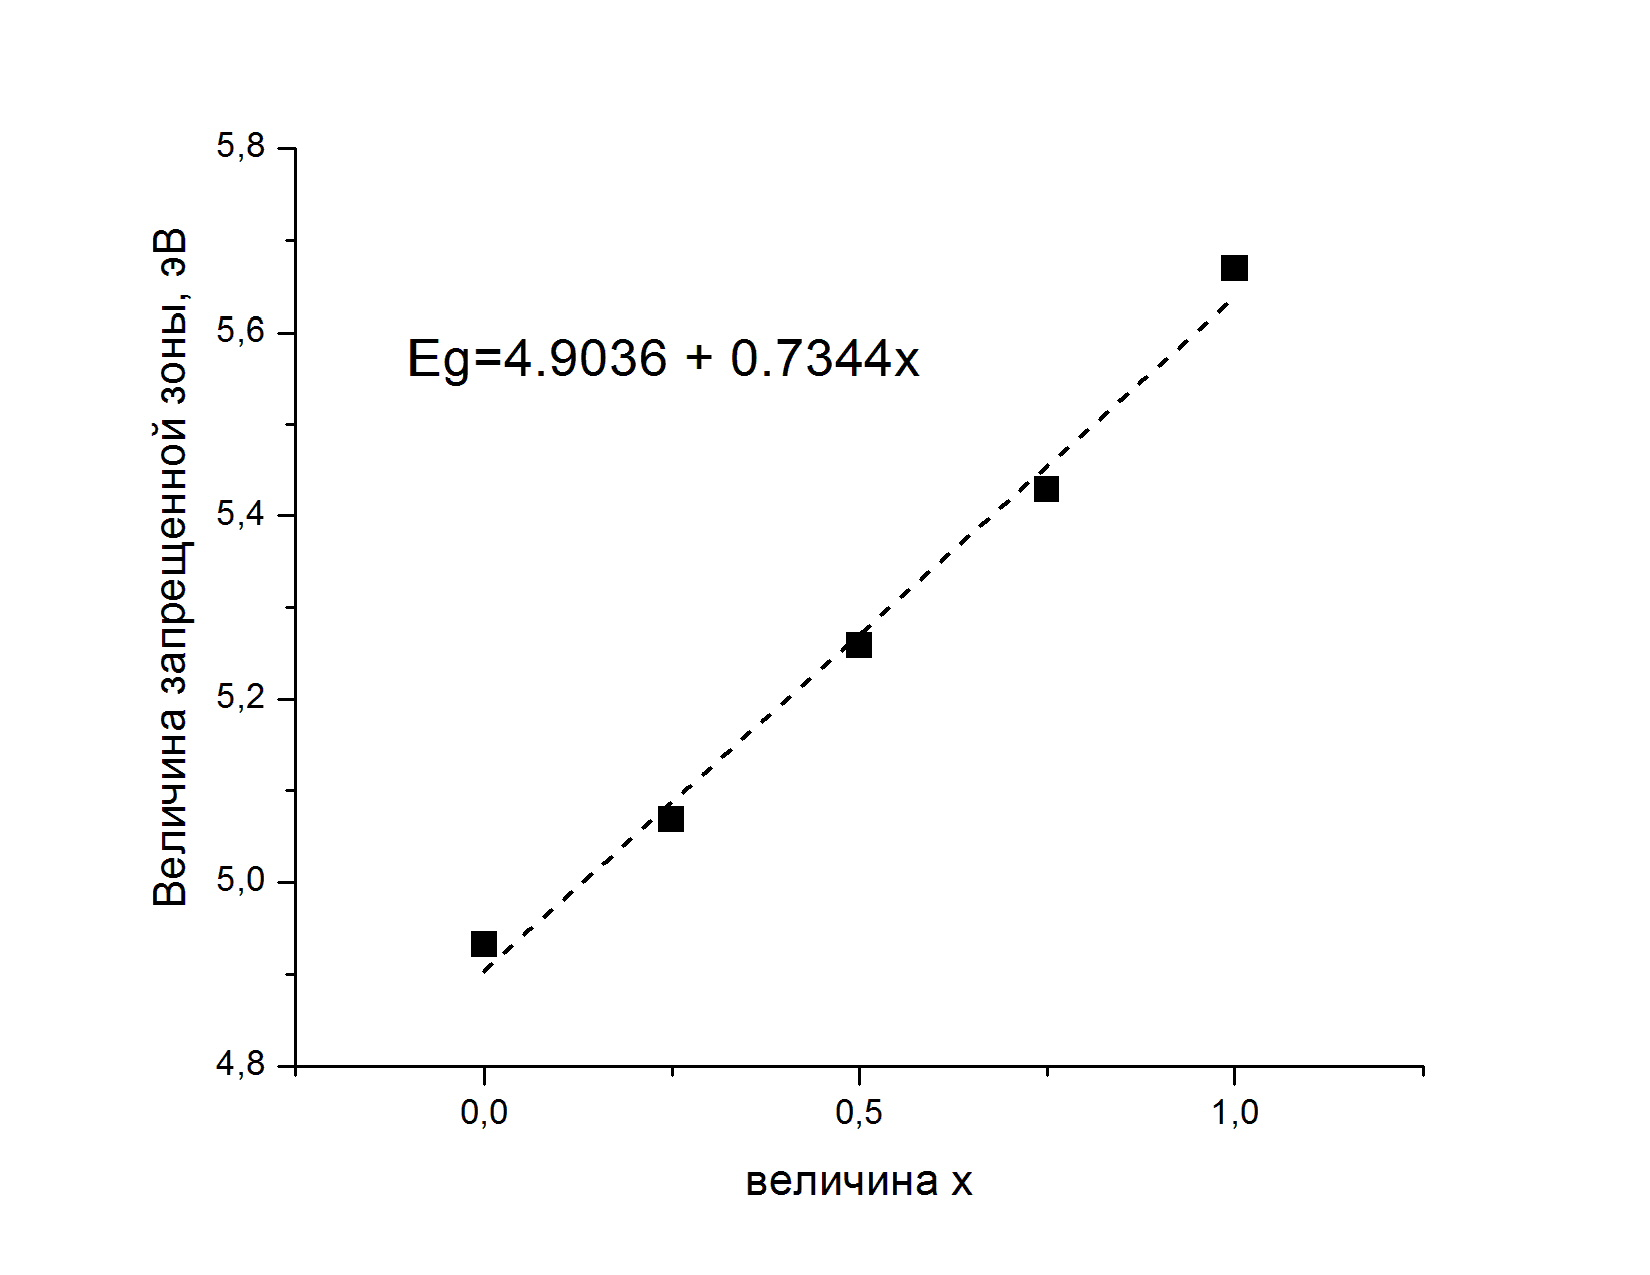 5,8
5,6
5,4
5,2
5,0
4,8
Величина запрещенной зоны, эВ
Eg=4.9036 + 0.7344x
0,0 0,5 1,0
величина x